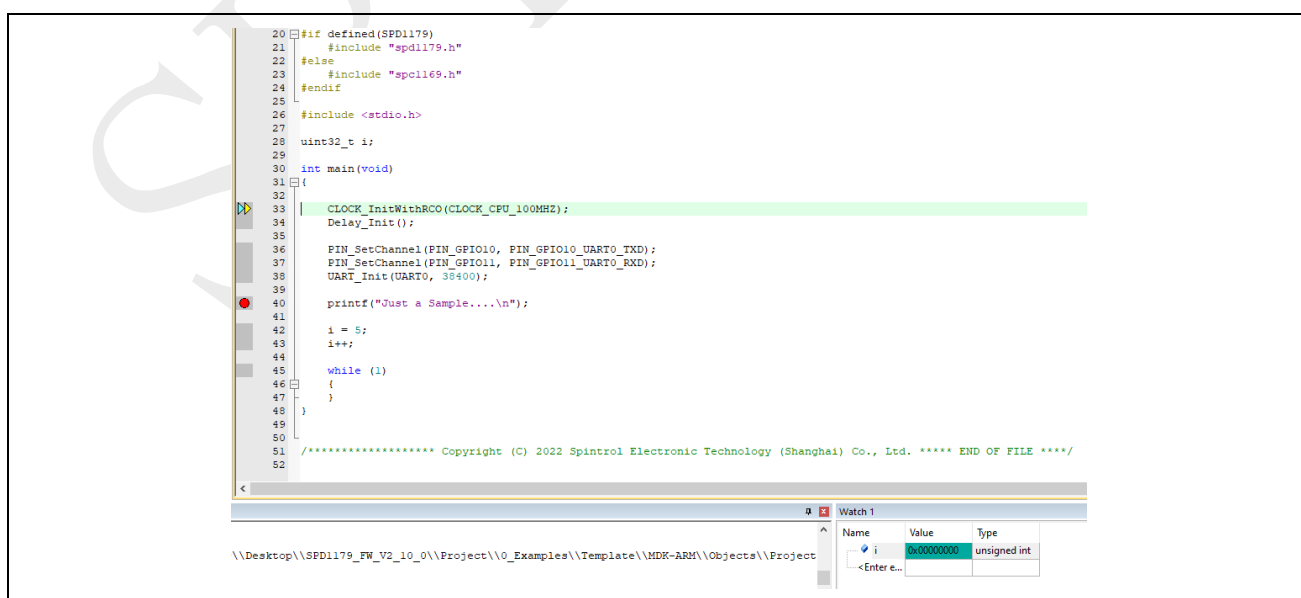 20 #if defined(SPD1179)
21 #include "spd1179.h"
22 #else
23 #include "spc1169.h"
24 #endif
25
26 #include <stdio.h>
27
28 uint32_t i;
29
30 int main(void)
31 {
32
33 CLOCK_InitWithRCO(CLOCK_CPU_100MHZ);
34 Delay_Init();
35
36 PIN_SetChannel(PIN_GPIO10, PIN_GPIO10_UART0_TXD);
37 PIN_SetChannel(PIN_GPIO11, PIN_GPIO11_UART0_RXD);
38 UART_Init(UART0, 38400);
39
40 printf("Just a Sample....\n");
41
42 i = 5;
43 i++;
44
45 while (1)
46 {
47 }
48 }
49
50
51 /******************* Copyright (C) 2022 Spintrol Electronic Technology (Shanghai) Co., Ltd. ***** END OF FILE ****/
52
Watch 1
Name Value Type
i 0x00000000 unsigned int
<Enter e...
\\Desktop\\SPD1179_FW_V2_10_0\\Project\\0_Examples\\Template\\MDK-ARM\\Objects\\Project